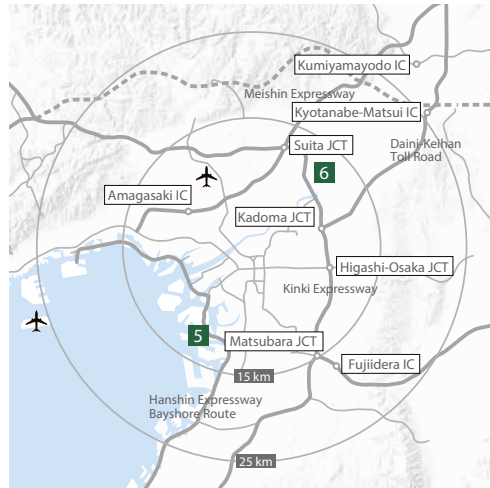 Kumiyamayodo IC
Meishin Expressway
Kyotanabe-Matsui IC
Suita JCT
Daini-Keihan
Toll Road
6
Amagasaki IC
Kadoma JCT
Higashi-Osaka JCT
Kinki Expressway
5
Matsubara JCT
Fujiidera IC
15 km
Hanshin Expressway
Bayshore Route
25 km